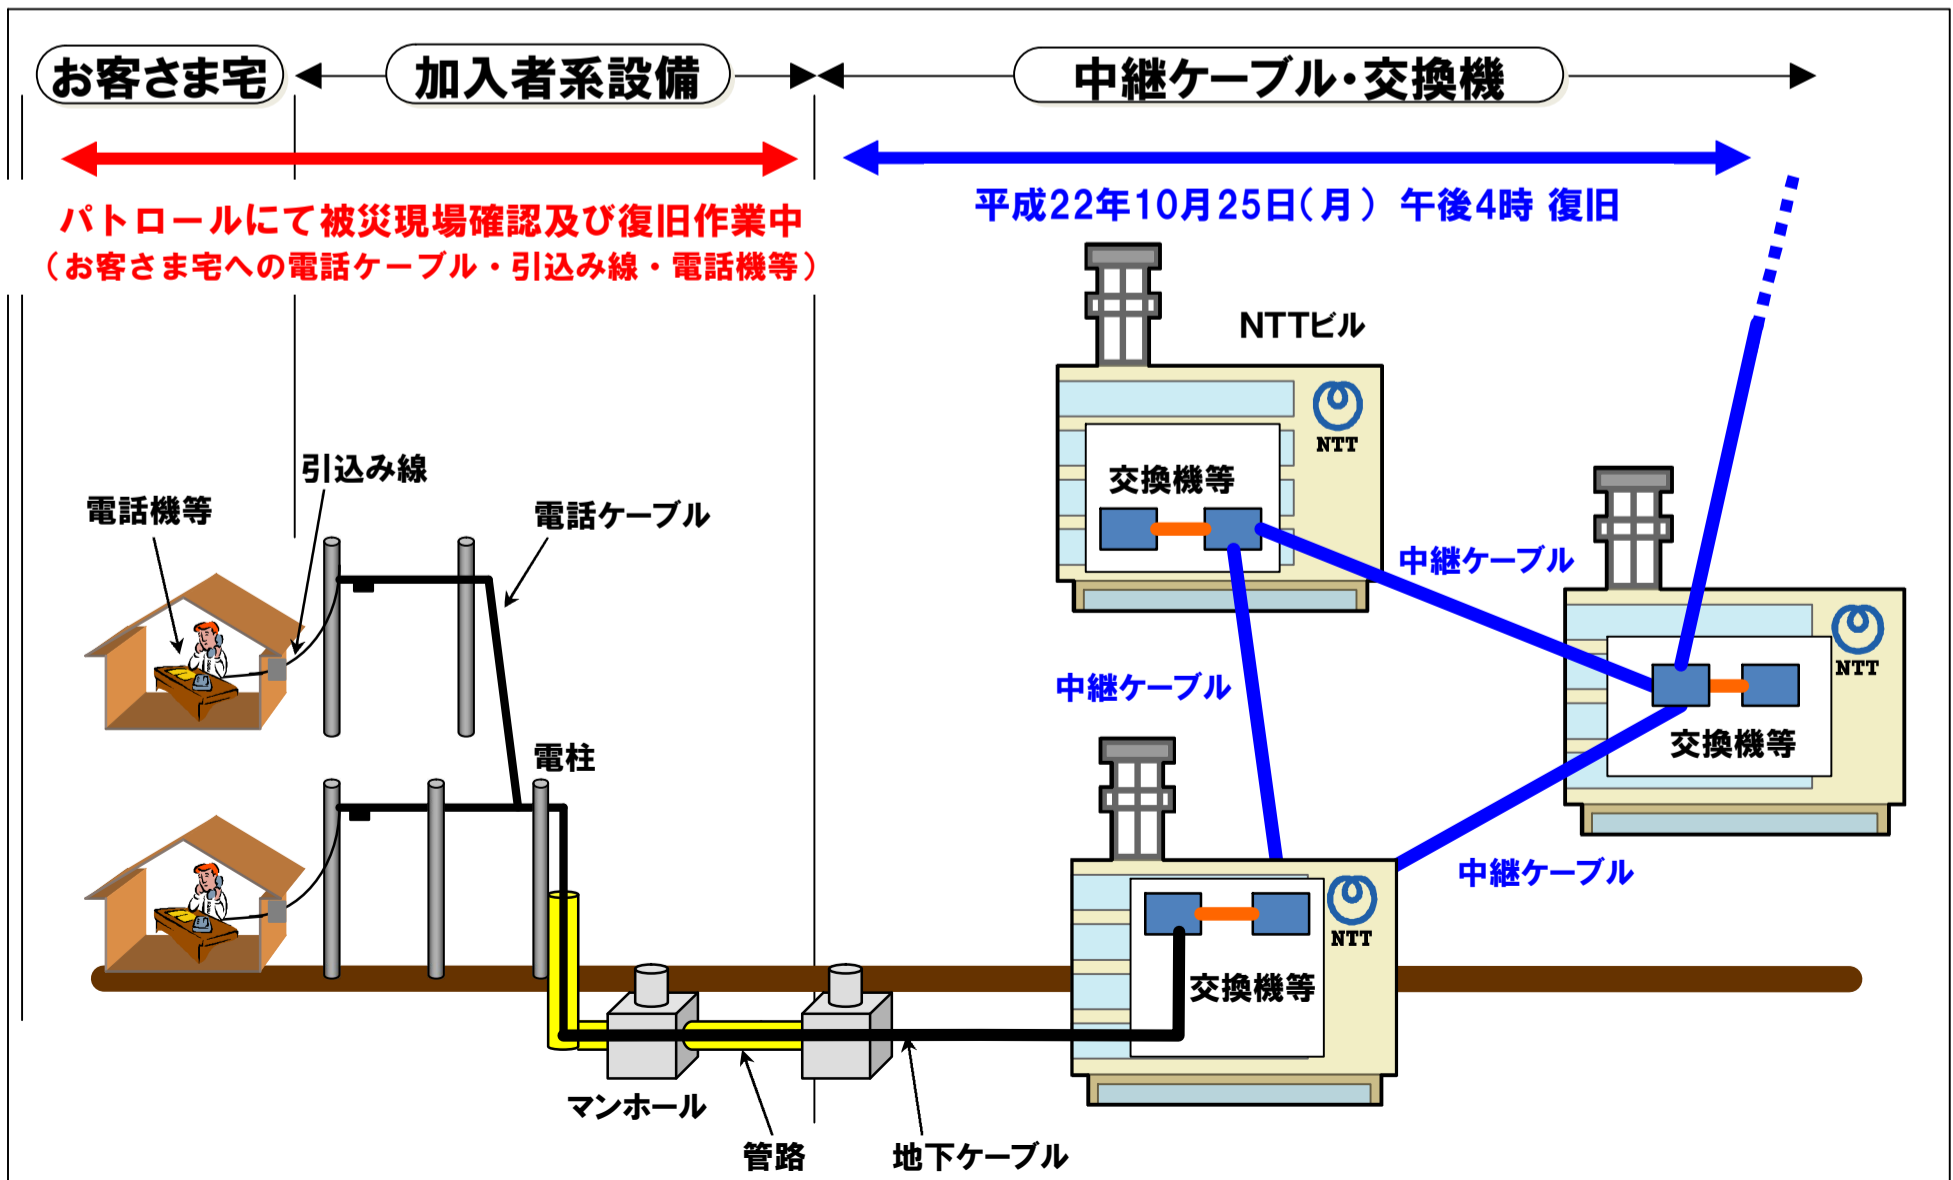 お客さま宅
加入者系設備
中継ケーブル・交換機
パトロールにて被災現場確認及び復旧作業中
（お客さま宅への電話ケーブル・引込み線・電話機等）
平成22年10月25日（月） 午後4時 復旧
NTTビル
NTT
交換機等
引込み線
電話機等
電話ケーブル
中継ケーブル
NTT
交換機等
中継ケーブル
電柱
中継ケーブル
NTT
交換機等
マンホール
管路
地下ケーブル